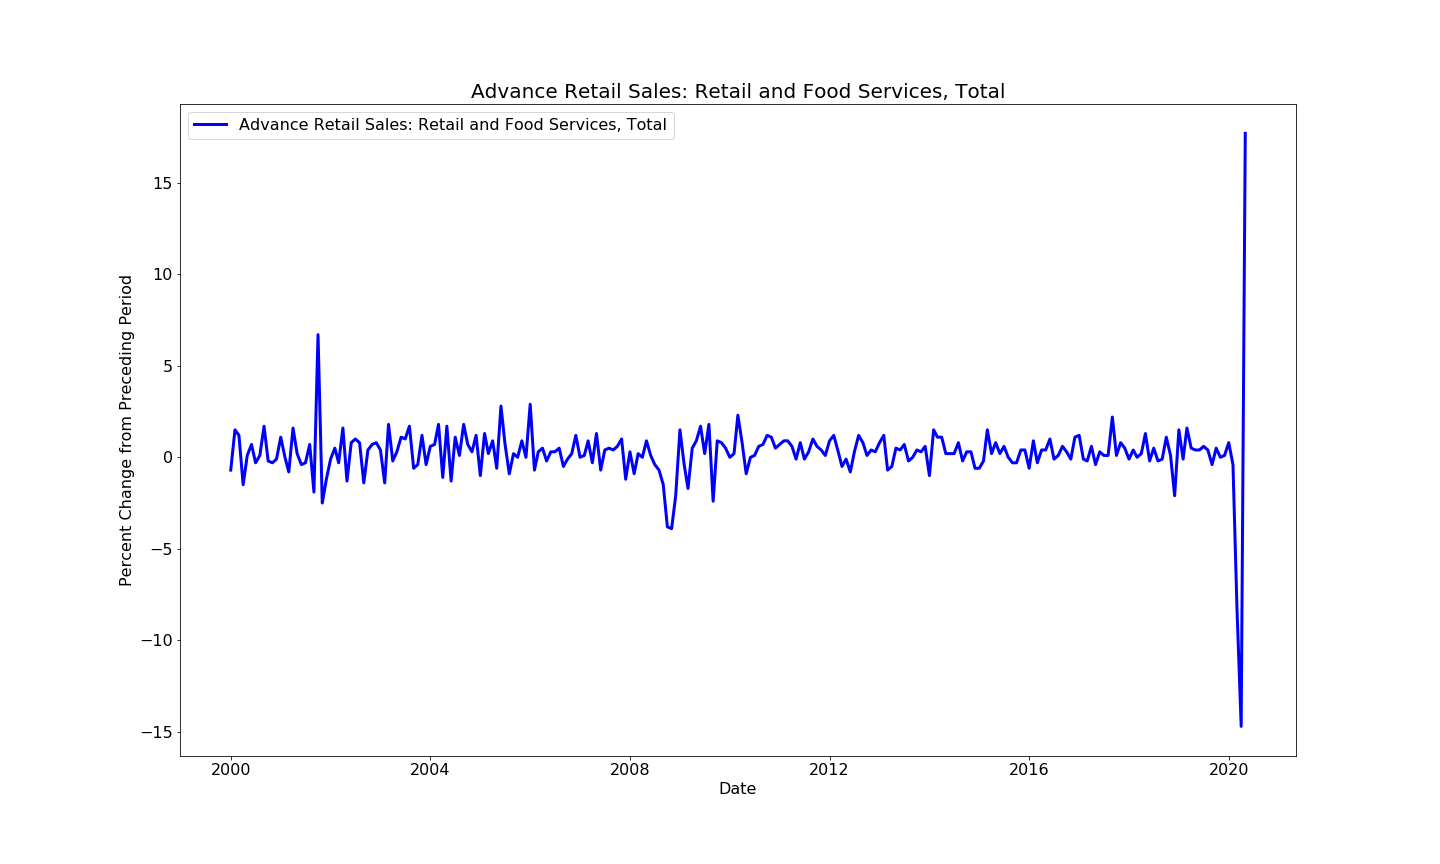 Advance Retail Sales: Retail and Food Services, Total
Advance Retail Sales: Retail and Food Services, Total
Percent Change from Preceding Period
15
10
5
0
−5
−10
−15
2000 2004 2008 2012 2016 2020
Date